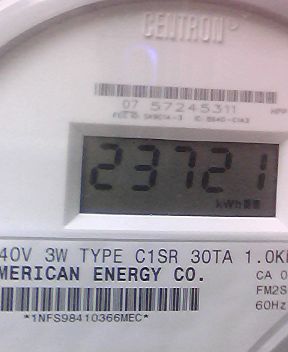 CENTRON®
07 57245311
23721
kWh
40V 3W TYPE C1SR 30TA 1.0K
MERICAN ENERGY CO. CA 0
FM2S
60Hz
*1NFS98410366MEC*